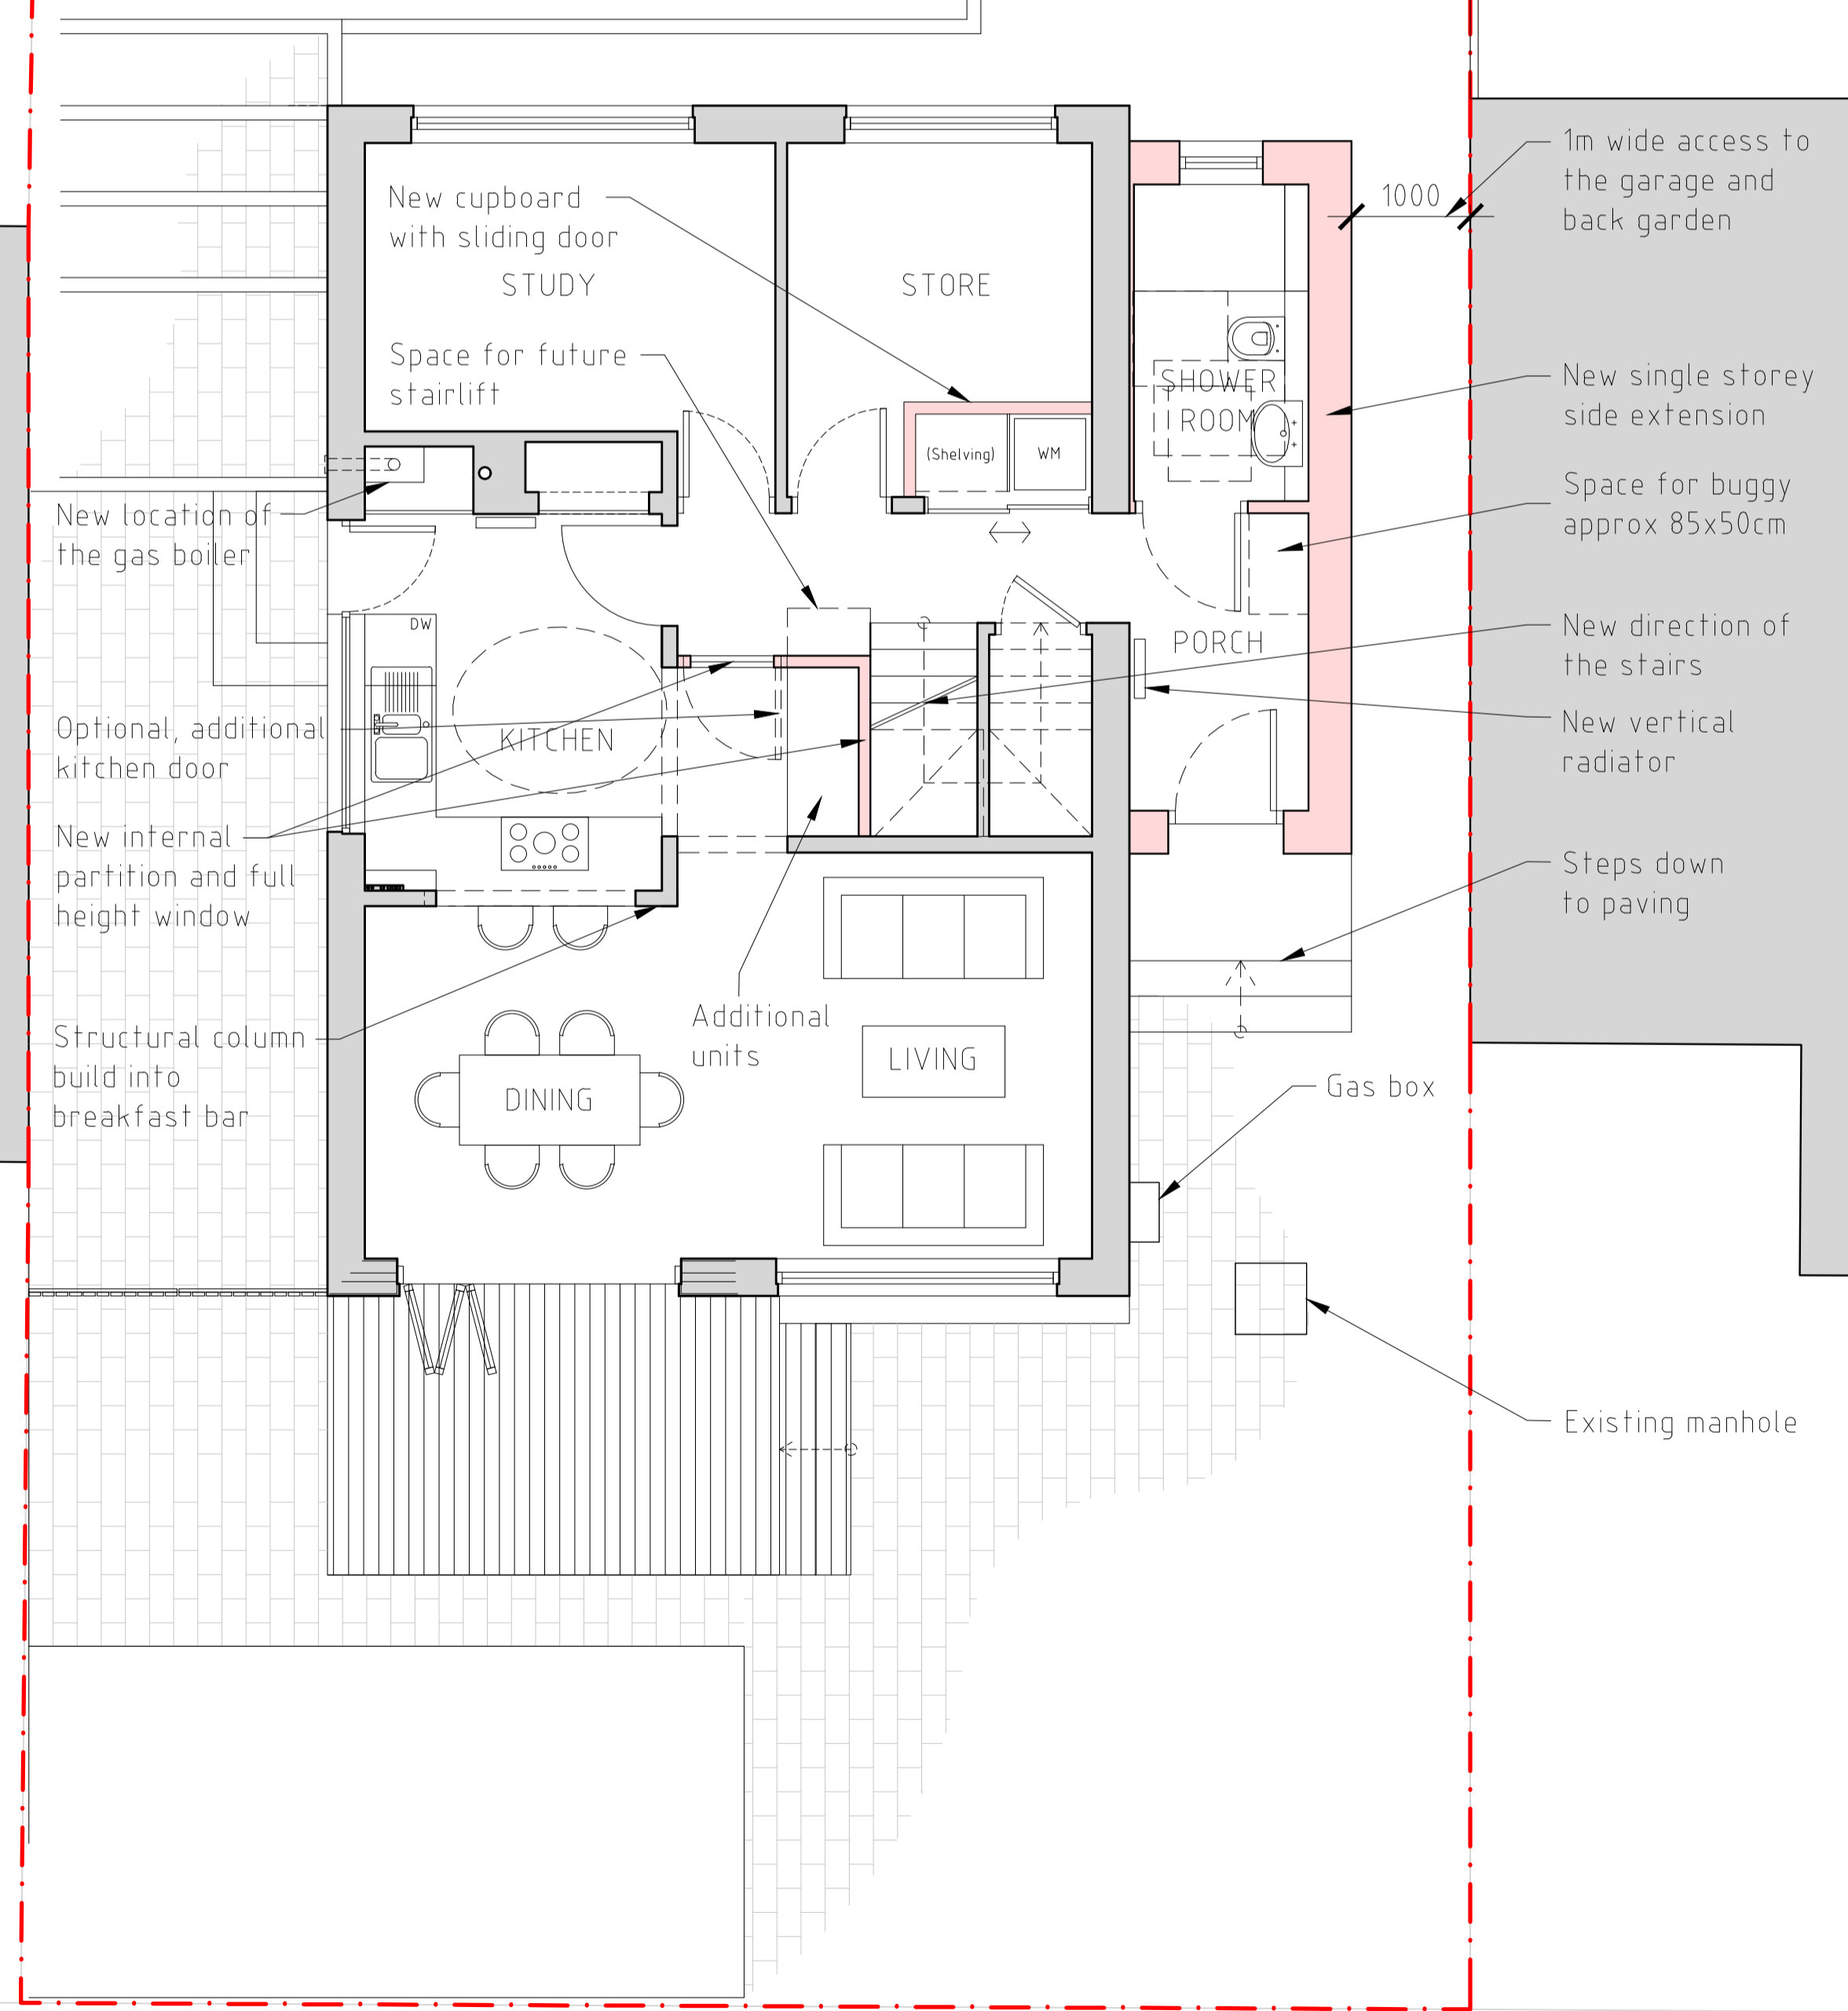 1m wide access to
the garage and
back garden
1000
New cupboard
with sliding door
STUDY
STORE
Space for future
stairlift
SHOWER
ROOM
New single storey
side extension
(Shelving)
WM
Space for buggy
approx 85x50cm
New location of
the gas boiler
DW
PORCH
New direction of
the stairs
Optional, additional
kitchen door
KITCHEN
New vertical
radiator
New internal
partition and full
height window
Steps down
to paving
Structural column
build into
breakfast bar
Additional
units
LIVING
DINING
Gas box
Existing manhole